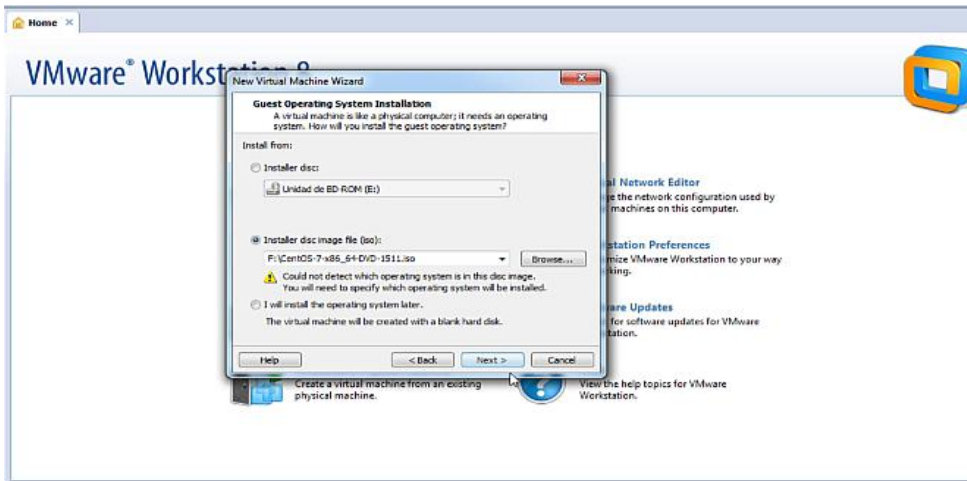 Home
VMware® Workstation 8
New Virtual Machine Wizard
Guest Operating System Installation
A virtual machine is like a physical computer; it needs an operating
system. How will you install the guest operating system?
Install from:
Installer disc:
Unidad de BD-ROM (E:)
Installer disc image file (iso):
F:\CentOS-7-x86_64-DVD-1511.iso
Browse...
Could not detect which operating system is in this disc image.
You will need to specify which operating system will be installed.
I will install the operating system later.
The virtual machine will be created with a blank hard disk.
Help
< Back
Next >
Cancel
al Network Editor
e the network configuration used by
machines on this computer.
station Preferences
mize VMware Workstation to your way
king.
are Updates
for software updates for VMware
tation.
Create a virtual machine from an existing
physical machine.
View the help topics for VMware
Workstation.